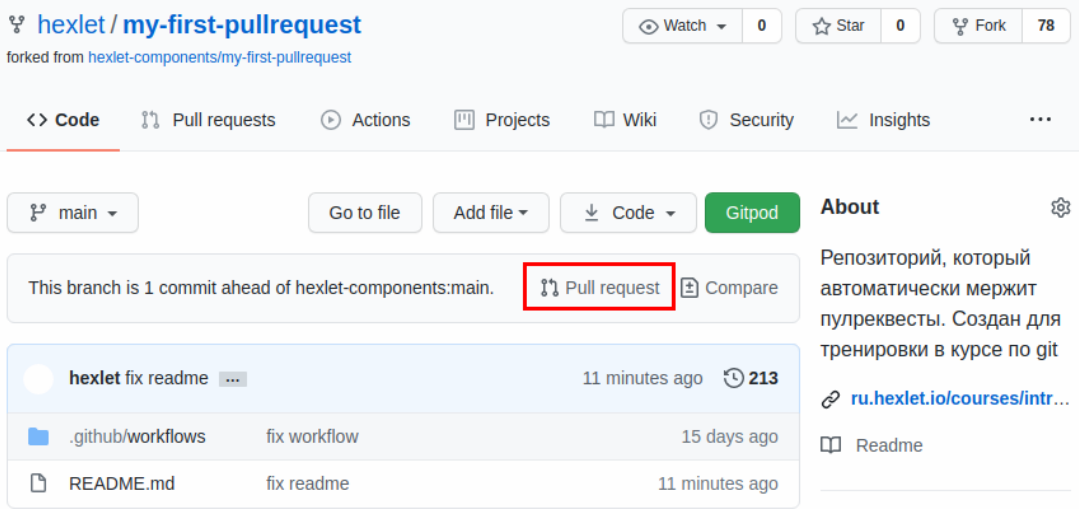 hexlet / my-first-pullrequest
Watch 0
Star 0
Fork 78
forked from hexlet-components/my-first-pullrequest
Code
Pull requests
Actions
Projects
Wiki
Security
Insights
main
Go to file
Add file
Code
Gitpod
This branch is 1 commit ahead of hexlet-components:main.
Pull request
Compare
hexlet fix readme ...
11 minutes ago
213
.github/workflows
fix workflow
15 days ago
README.md
fix readme
11 minutes ago
About
Репозиторий, который
автоматически мержит
пулреквесты. Создан для
тренировки в курсе по git
ru.hexlet.io/courses/intr...
Readme